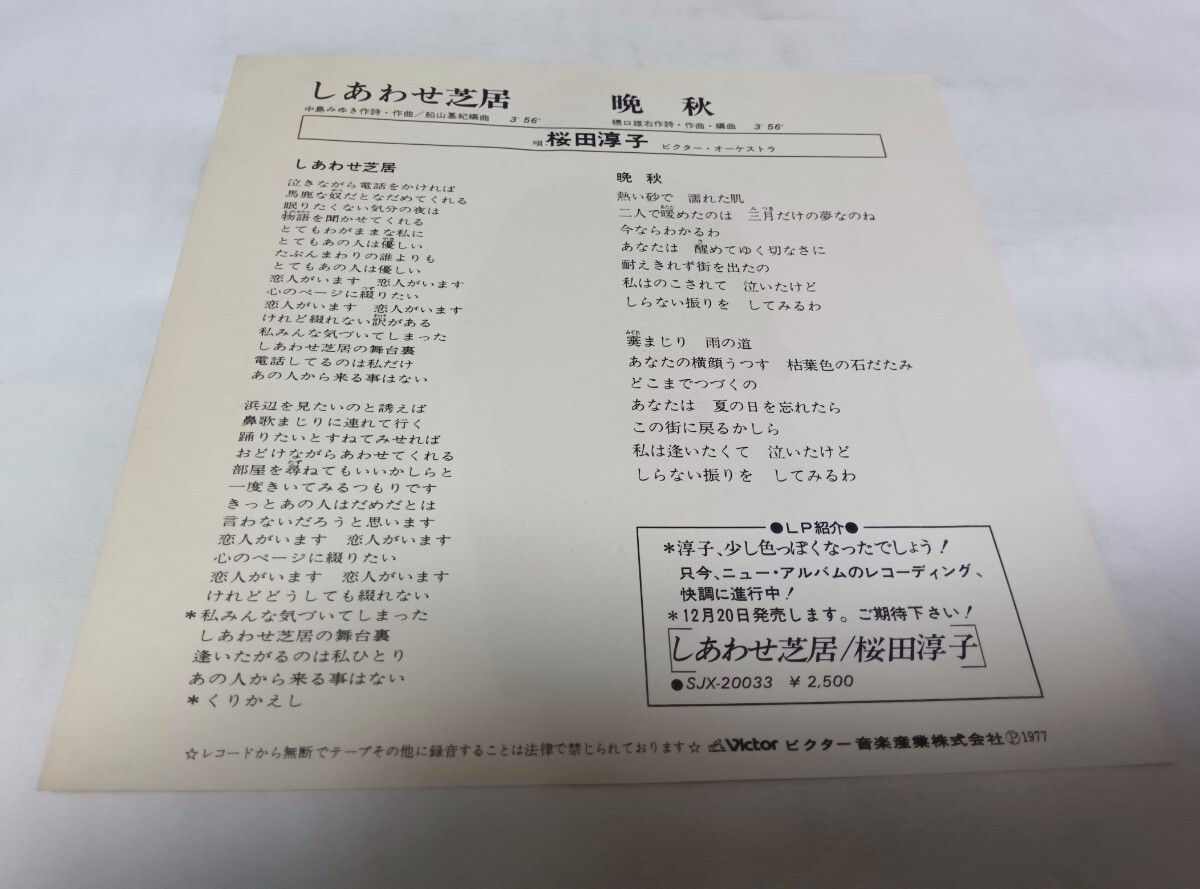 しあわせ芝居
中島みゆき作詩・作曲/船山基紀編曲 3′56″
晩 秋
穂口雄右作詩・作曲・編曲 3′56″
唄:桜田淳子 ビクター・オーケストラ
しあわせ芝居
泣きながら電話をかければ
馬鹿な奴だとなだめてくれる
眠りたくない気分の夜は
物語を聞かせてくれる
とてもわがままな私に
とてもあの人は優しい
たぶんまわりの誰よりも
とてもあの人は優しい
恋人がいます 恋人がいます
心のページに綴りたい
恋人がいます 恋人がいます
けれど綴れない訳がある
私みんな気づいてしまった
しあわせ芝居の舞台裏
電話してるのは私だけ
あの人から来る事はない
浜辺を見たいのと誘えば
鼻歌まじりに連れて行く
踊りたいとすねてみせれば
おどけながらあわせてくれる
部屋を尋ねてもいいかしらと
一度きいてみるつもりです
きっとあの人はだめだとは
言わないだろうと思います
恋人がいます 恋人がいます
心のページに綴りたい
恋人がいます 恋人がいます
けれどどうしても綴れない
*私みんな気づいてしまった
しあわせ芝居の舞台裏
逢いたがるのは私ひとり
あの人から来る事はない
*くりかえし
晩 秋
熱い砂で 濡れた肌
二人で暖めたのは 三月だけの夢なのね
今ならわかるわ
あなたは 醒めてゆく切なさに
耐えきれず街を出たの
私はのこされて 泣いたけど
しらない振りを してみるわ
霙まじり 雨の道
あなたの横顔うつす 枯葉色の石だたみ
どこまでつづくの
あなたは 夏の日を忘れたら
この街に戻るかしら
私は逢いたくて 泣いたけど
しらない振りを してみるわ
●LP紹介●
*淳子、少し色っぽくなったでしょう!
只今、ニュー・アルバムのレコーディング、
快調に進行中!
*12月20日発売します。ご期待下さい!
しあわせ芝居/桜田淳子
●SJX-20033 ¥2,500
☆レコードから無断でテープその他に録音することは法律で禁じられております☆ Victor ビクター音楽産業株式会社Ⓟ1977